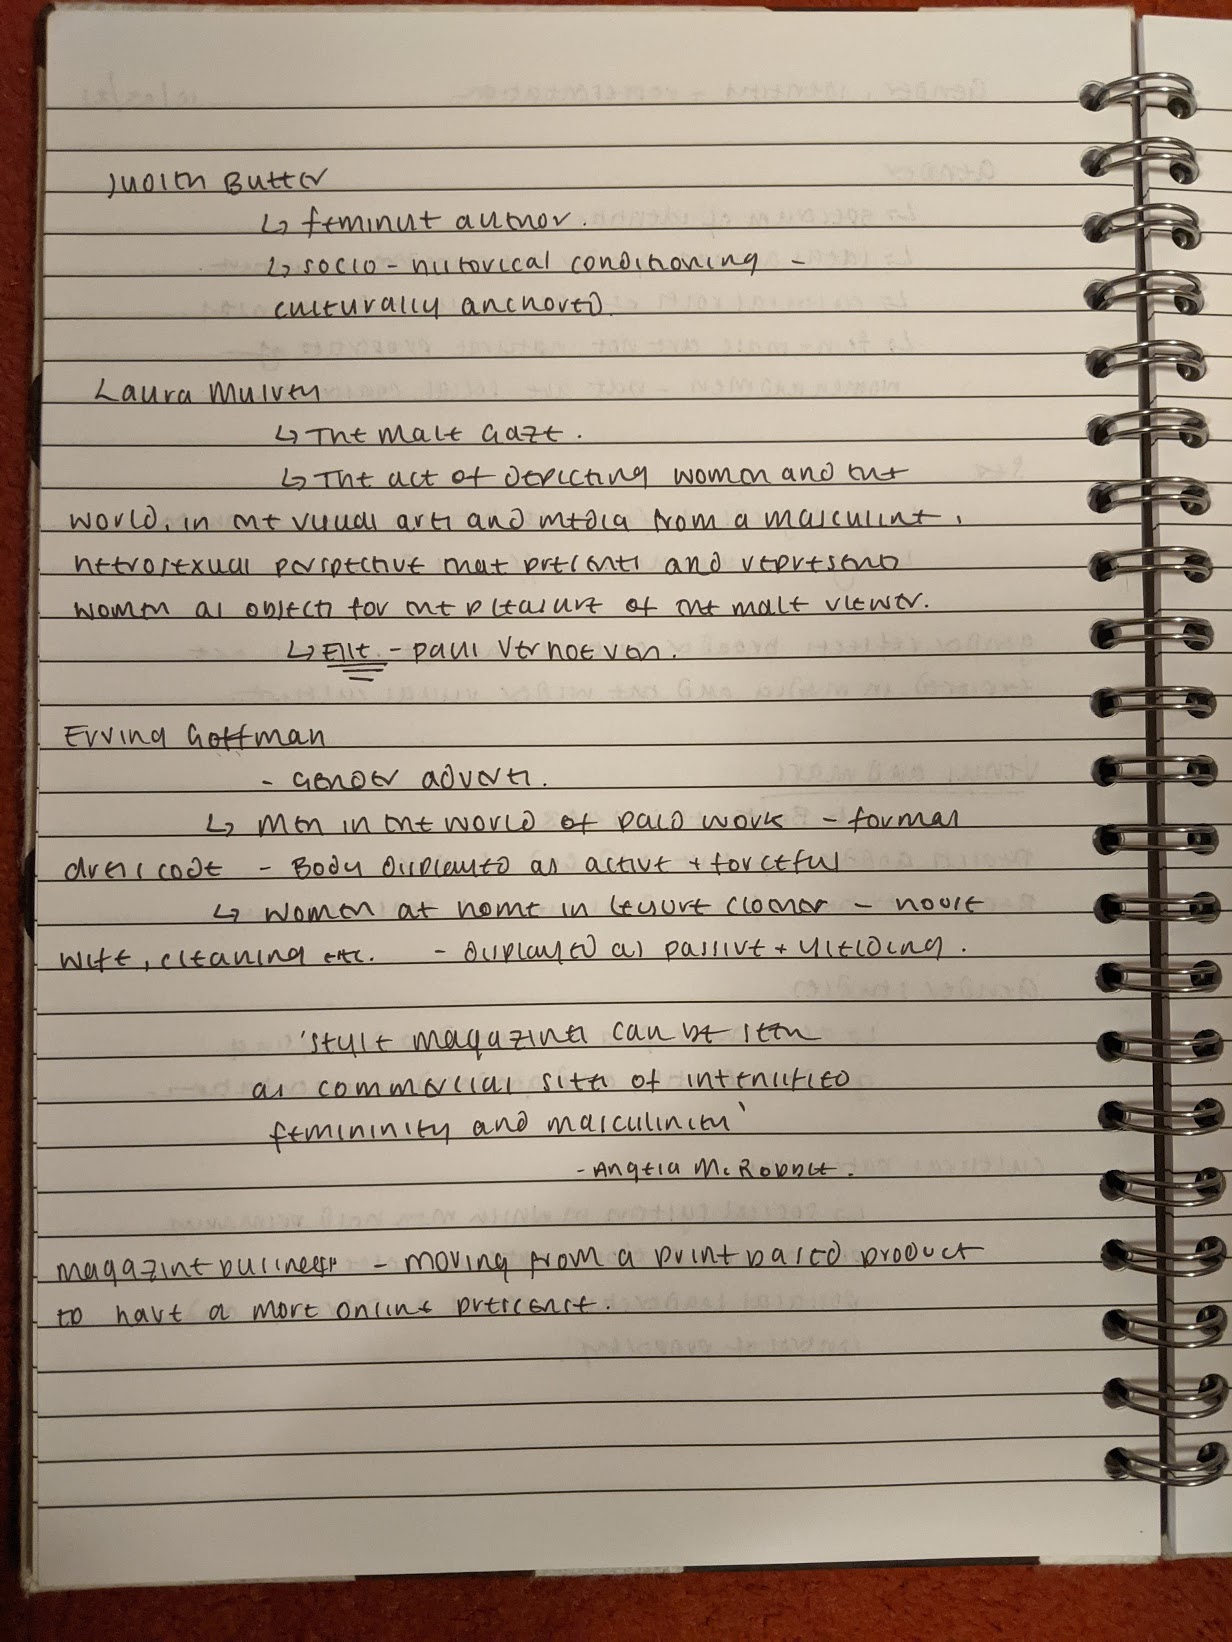 Judith Butler
↳ feminist author.
↳ socio-historical conditioning -
culturally anchored.
Laura Mulvey
↳ The Male Gaze.
↳ The act of depicting women and the
world, in the visual arts and media from a masculine,
hetrosexual perspective that presents and represents
women as objects for the pleasure of the male viewer.
↳ Elle - Paul Verhoeven.
Erving Goffman
- Gender adverts.
↳ Men in the world of paid work - formal
dress code - Body displayed as active + forceful
↳ women at home in leisure clother - house
wife, cleaning etc. - displayed as passive + yielding.
'style magazines can be seen
as commercial sites of intensified
femininity and masculinity'
- Angela McRobbie.
magazine business - moving from a print based product
to have a more online presence.